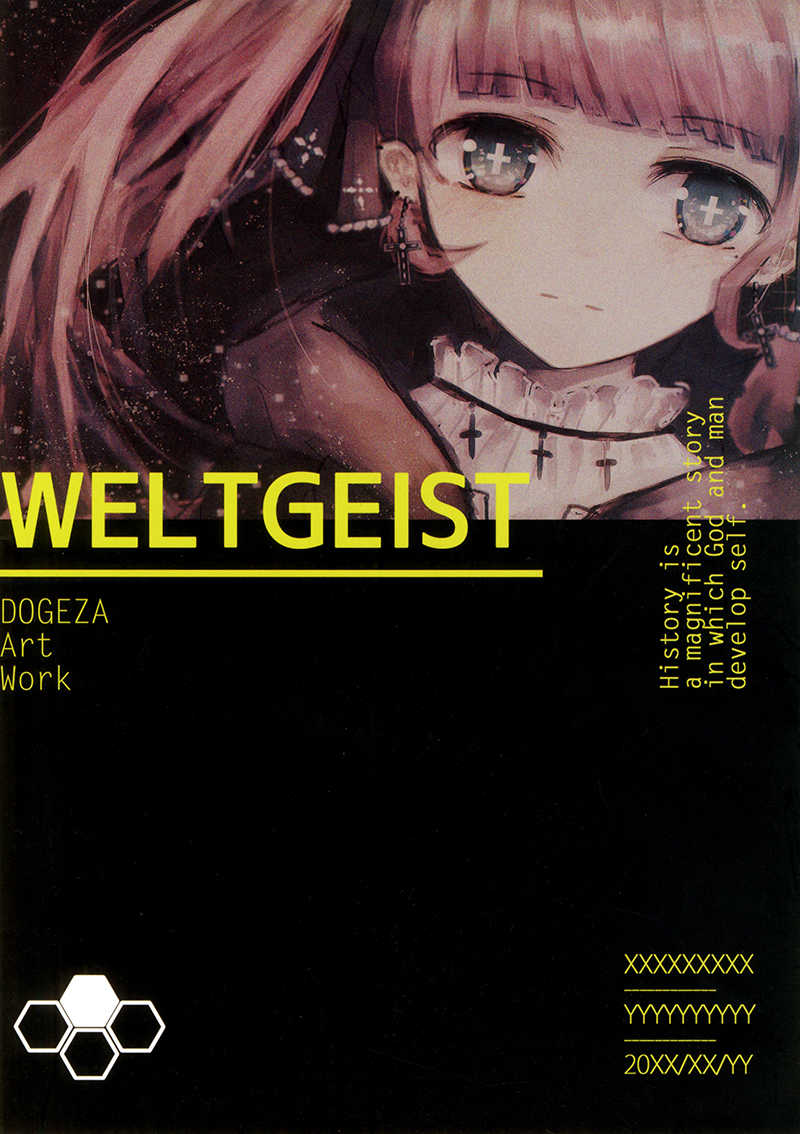 WELTGEIST
DOGEZA
Art
Work
History is
a magnificent story
in which God and man
develop self.
XXXXXXXXX
YYYYYYYYYY
20XX/XX/YY